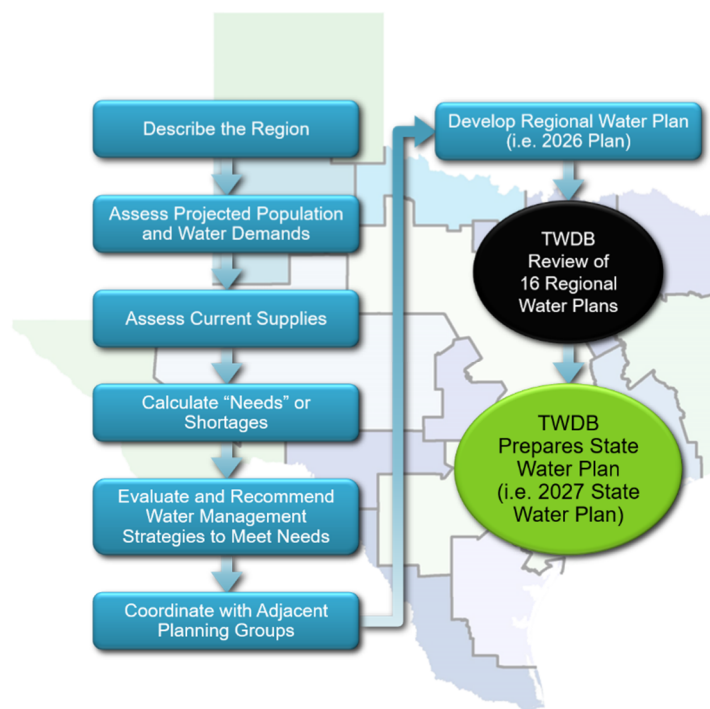 Describe the Region
Assess Projected Population
and Water Demands
Assess Current Supplies
Calculate “Needs” or
Shortages
Evaluate and Recommend
Water Management
Strategies to Meet Needs
Coordinate with Adjacent
Planning Groups
Develop Regional Water Plan
(i.e. 2026 Plan)
TWDB
Review of
16 Regional
Water Plans
TWDB
Prepares State
Water Plan
(i.e. 2027 State
Water Plan)